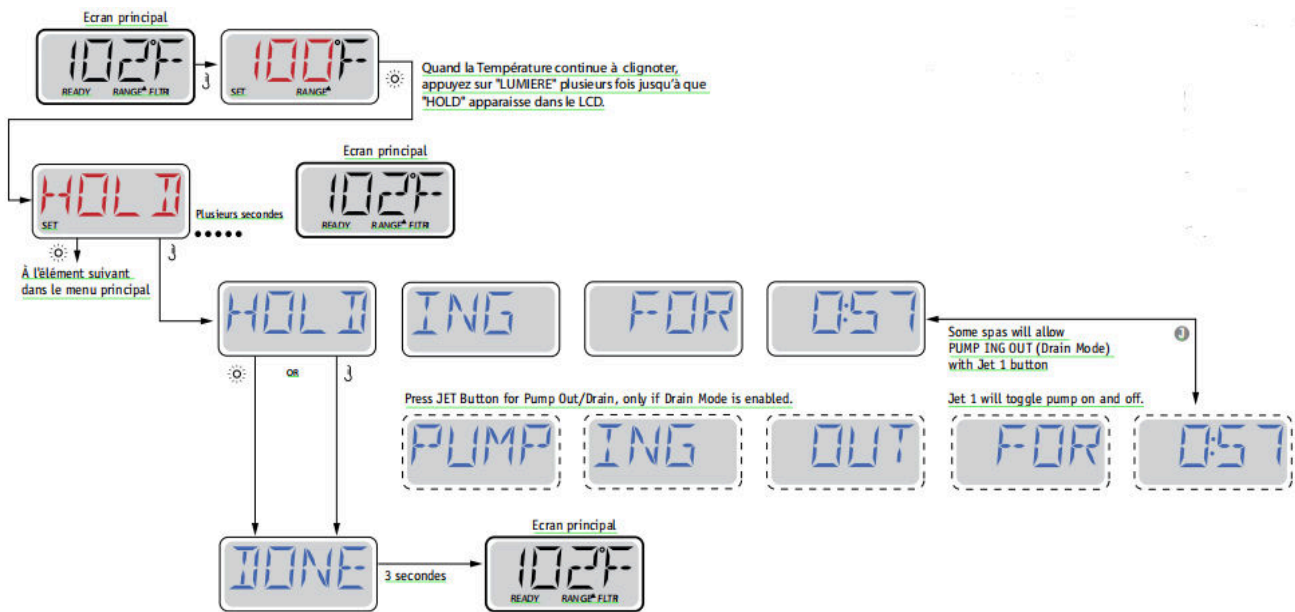 Ecran principal
102°F
READY RANGE FLTR
100°F
SET RANGE
Quand la Température continue à clignoter,
appuyez sur "LUMIERE" plusieurs fois jusqu'à que
"HOLD" apparaisse dans le LCD.
HOLD
SET
Plusieurs secondes
Ecran principal
102°F
READY RANGE FLTR
À l'élément suivant
dans le menu principal
HOLD
ING
FOR
0:57
Some spas will allow
PUMP ING OUT (Drain Mode)
with Jet 1 button
J
OR
Press JET Button for Pump Out/Drain, only if Drain Mode is enabled.
Jet 1 will toggle pump on and off.
PUMP
ING
OUT
FOR
0:57
DONE
3 secondes
Ecran principal
102°F
READY RANGE FLTR